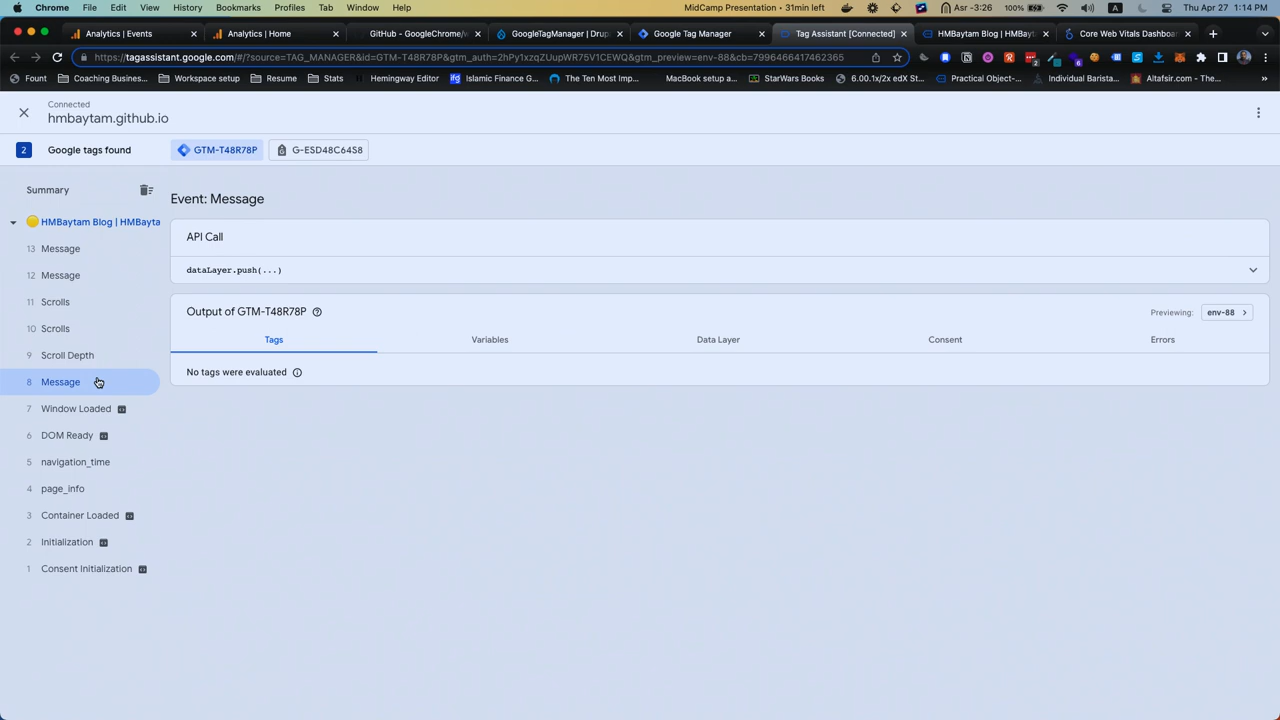 Chrome File Edit View History Bookmarks Profiles Tab Window Help MidCamp Presentation • 31min left Asr -3:26 100% A Thu Apr 27 1:14 PM
Analytics | Events Analytics | Home GitHub - GoogleChrome/w GoogleTagManager | Drup Google Tag Manager Tag Assistant [Connected] HMBaytam Blog | HMBayt Core Web Vitals Dashboar
https://tagassistant.google.com/#/?source=TAG_MANAGER&id=GTM-T48R78P&gtm_auth=2hPy1xzqZUupWR75V1CEWQ&gtm_preview=env-88&cb=7996466417462365
Fount Coaching Business... Workspace setup Resume Stats Hemingway Editor Islamic Finance G... The Ten Most Imp... MacBook setup a... StarWars Books 6.00.1x/2x edX St... Practical Object-... Individual Barista... Altafsir.com - The... »
Connected
hmbaytam.github.io
2 Google tags found GTM-T48R78P G-ESD48C64S8
Summary
HMBaytam Blog | HMBayta
13 Message
12 Message
11 Scrolls
10 Scrolls
9 Scroll Depth
8 Message
7 Window Loaded
6 DOM Ready
5 navigation_time
4 page_info
3 Container Loaded
2 Initialization
1 Consent Initialization
Event: Message
API Call
dataLayer.push(...)
Output of GTM-T48R78P Previewing: env-88
Tags Variables Data Layer Consent Errors
No tags were evaluated